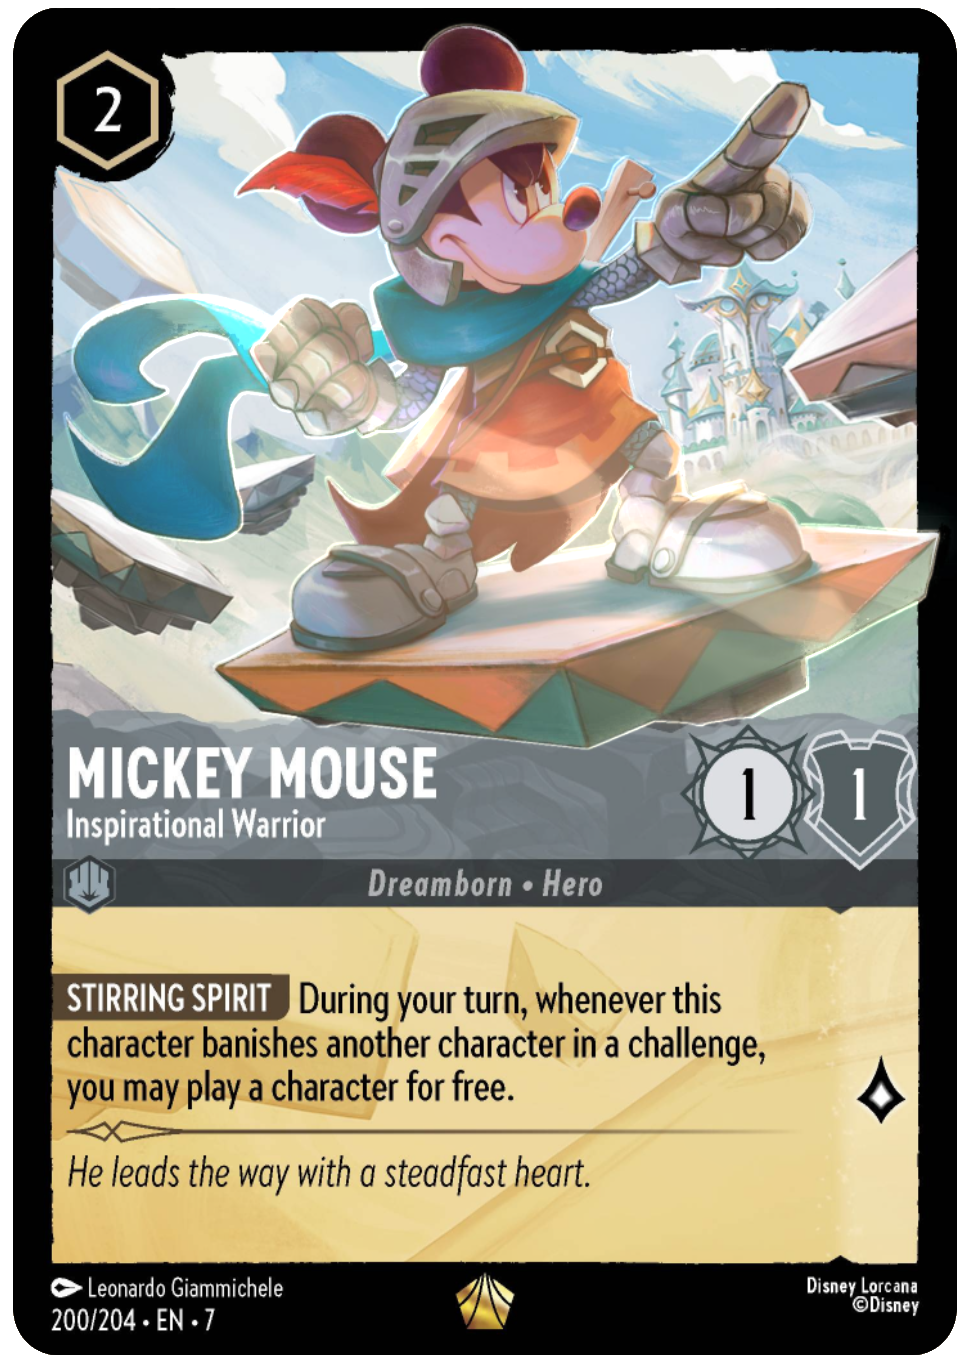 2
MICKEY MOUSE
Inspirational Warrior
1
1
Dreamborn • Hero
STIRRING SPIRIT During your turn, whenever this
character banishes another character in a challenge,
you may play a character for free.
He leads the way with a steadfast heart.
Leonardo Giammichele
200/204 • EN • 7
Disney Lorcana
©Disney